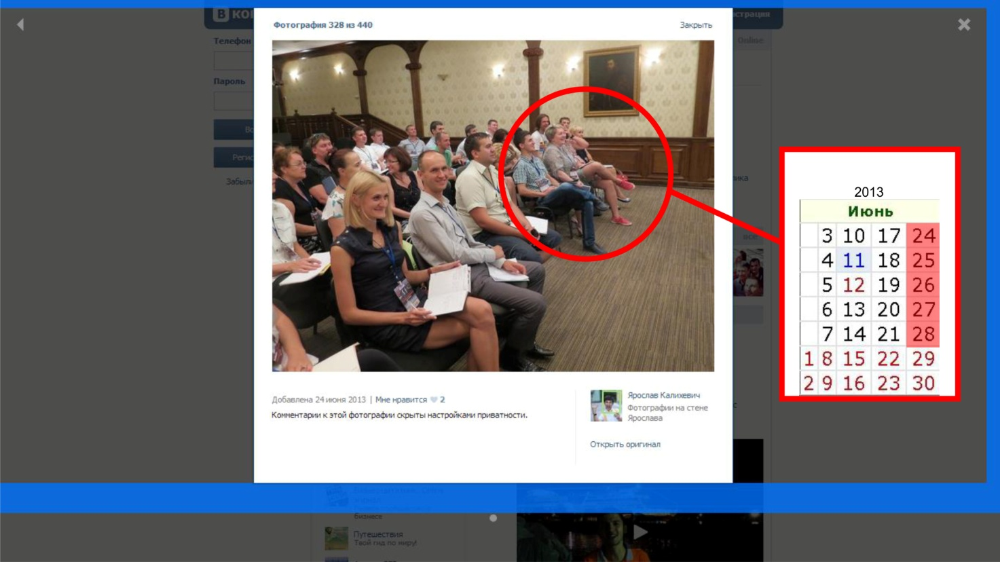 В
Фотография 328 из 440
Закрыть
страция
Телефон
Online
Пароль
Забыли
2013
Июнь
3 10 17 24
4 11 18 25
5 12 19 26
6 13 20 27
7 14 21 28
1 8 15 22 29
2 9 16 23 30
Добавлена 24 июня 2013 | Мне нравится 2
Комментарии к этой фотографии скрыты настройками приватности.
Ярослав Калихевич
Фотографии на стене
Ярослава
Открыть оригинал
бизнесе
Путешествия
Твой гид по миру!